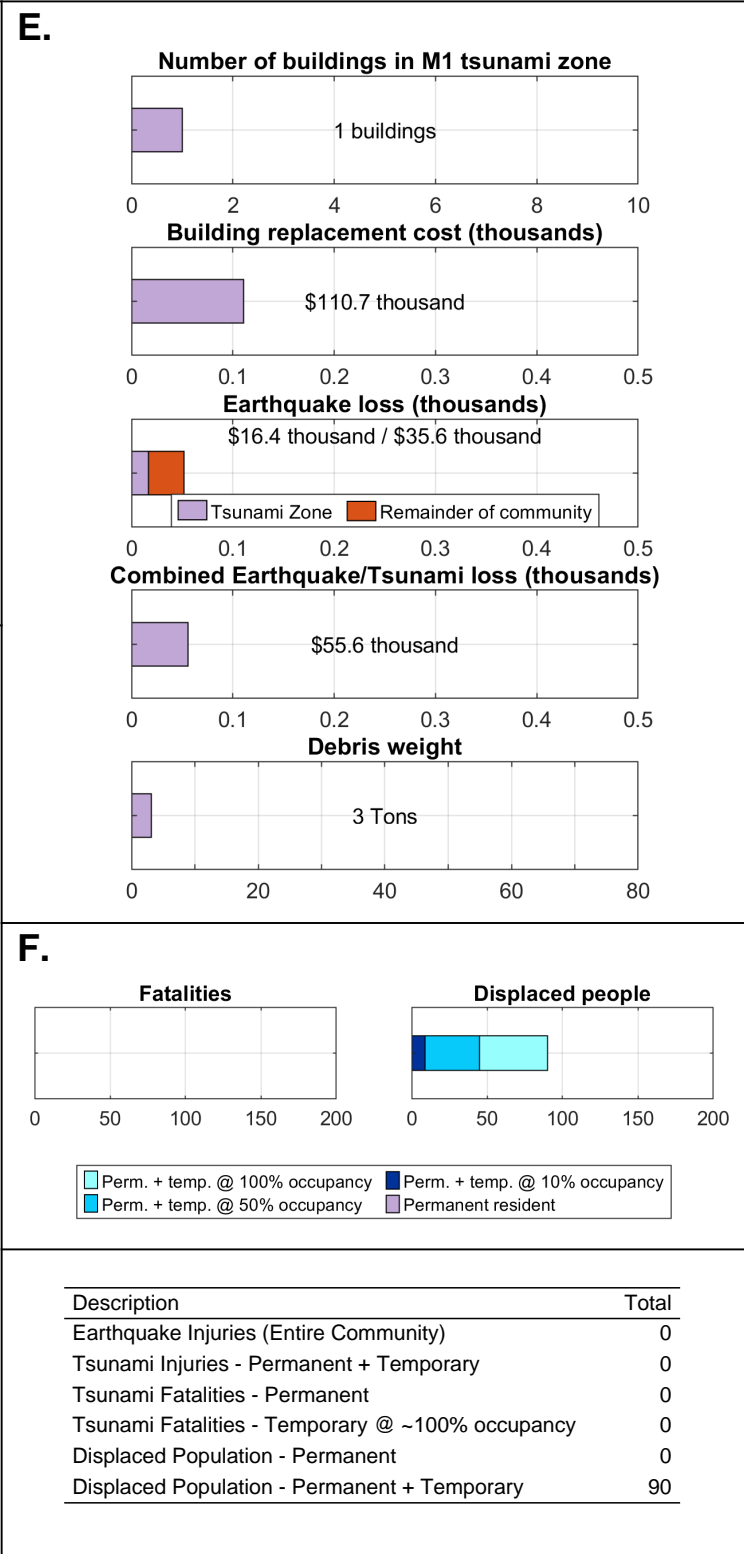 E.
Number of buildings in M1 tsunami zone
1 buildings
0 2 4 6 8 10
Building replacement cost (thousands)
$110.7 thousand
0 0.1 0.2 0.3 0.4 0.5
Earthquake loss (thousands)
$16.4 thousand / $35.6 thousand
Tsunami Zone Remainder of community
0 0.1 0.2 0.3 0.4 0.5
Combined Earthquake/Tsunami loss (thousands)
$55.6 thousand
0 0.1 0.2 0.3 0.4 0.5
Debris weight
3 Tons
0 20 40 60 80
F.
Fatalities Displaced people
0 50 100 150 200 0 50 100 150 200
Perm. + temp. @ 100% occupancy Perm. + temp. @ 10% occupancy
Perm. + temp. @ 50% occupancy Permanent resident
Description Total
Earthquake Injuries (Entire Community) 0
Tsunami Injuries - Permanent + Temporary 0
Tsunami Fatalities - Permanent 0
Tsunami Fatalities - Temporary @ ~100% occupancy 0
Displaced Population - Permanent 0
Displaced Population - Permanent + Temporary 90